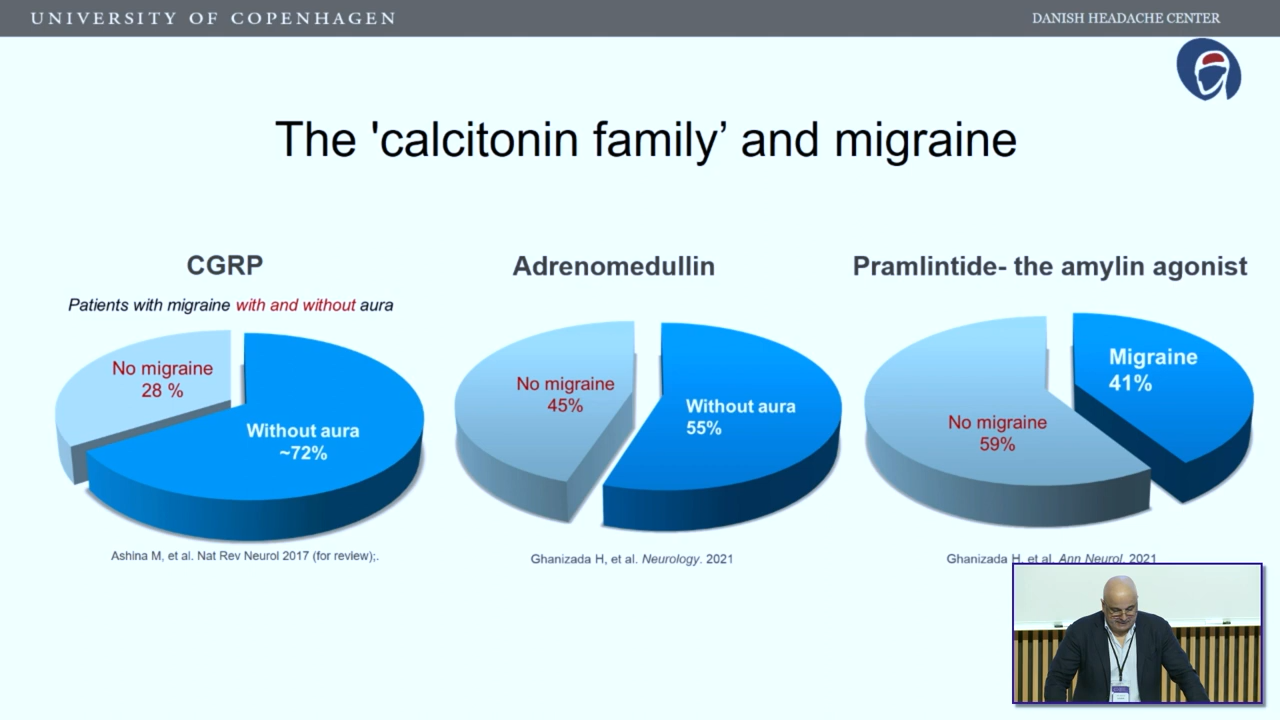 UNIVERSITY OF COPENHAGEN
DANISH HEADACHE CENTER
The 'calcitonin family’ and migraine
CGRP
Patients with migraine with and without aura
No migraine
28 %
Without aura
~72%
Ashina M, et al. Nat Rev Neurol 2017 (for review);.
Adrenomedullin
No migraine
45%
Without aura
55%
Ghanizada H, et al. Neurology. 2021
Pramlintide- the amylin agonist
Migraine
41%
No migraine
59%
Ghanizada H, et al. Ann Neurol. 2021